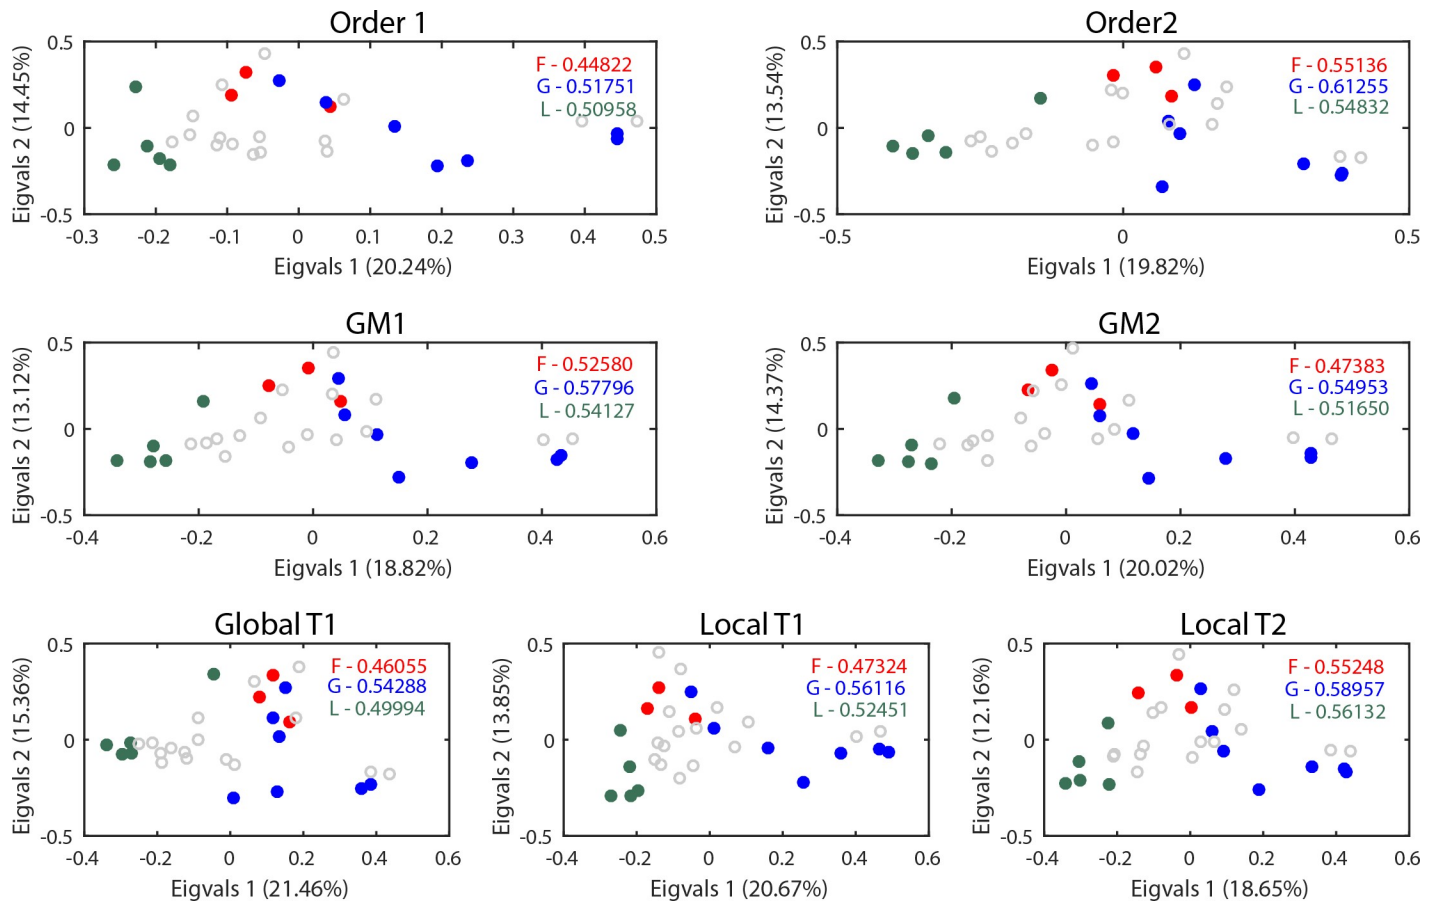 Order 1
0.5
0
-0.5
Eigvals 2 (14.45%)
F - 0.44822
G - 0.51751
L - 0.50958
-0.3 -0.2 -0.1 0 0.1 0.2 0.3 0.4 0.5
Eigvals 1 (20.24%)
Order2
0.5
0
-0.5
Eigvals 2 (13.54%)
F - 0.55136
G - 0.61255
L - 0.54832
-0.5 0 0.5
Eigvals 1 (19.82%)
GM1
0.5
0
-0.5
Eigvals 2 (13.12%)
F - 0.52580
G - 0.57796
L - 0.54127
-0.4 -0.2 0 0.2 0.4 0.6
Eigvals 1 (18.82%)
GM2
0.5
0
-0.5
Eigvals 2 (14.37%)
F - 0.47383
G - 0.54953
L - 0.51650
-0.4 -0.2 0 0.2 0.4 0.6
Eigvals 1 (20.02%)
Global T1
0.5
0
-0.5
Eigvals 2 (15.36%)
F - 0.46055
G - 0.54288
L - 0.49994
-0.4 -0.2 0 0.2 0.4 0.6
Eigvals 1 (21.46%)
Local T1
0.5
0
-0.5
Eigvals 2 (13.85%)
F - 0.47324
G - 0.56116
L - 0.52451
-0.4 -0.2 0 0.2 0.4 0.6
Eigvals 1 (20.67%)
Local T2
0.5
0
-0.5
Eigvals 2 (12.16%)
F - 0.55248
G - 0.58957
L - 0.56132
-0.4 -0.2 0 0.2 0.4 0.6
Eigvals 1 (18.65%)